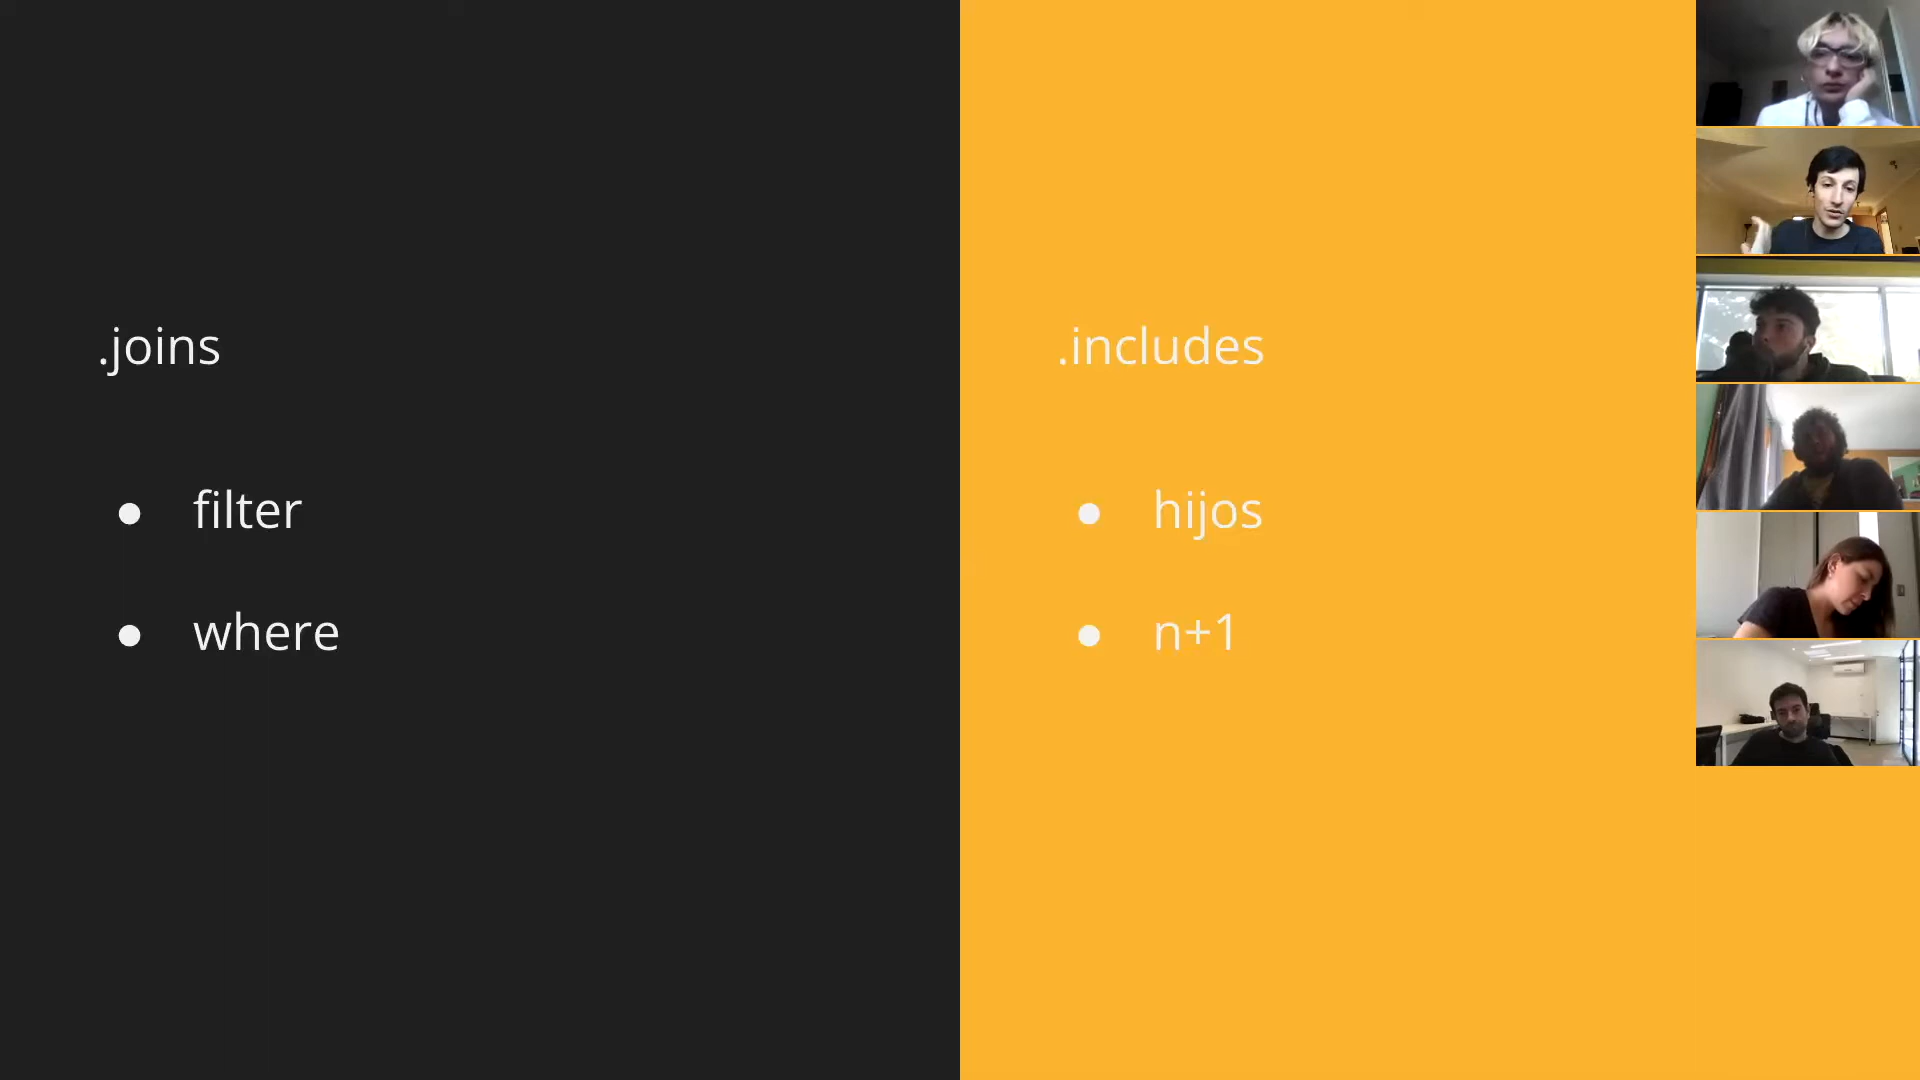 .joins
● filter
● where
.includes
● hijos
● n+1